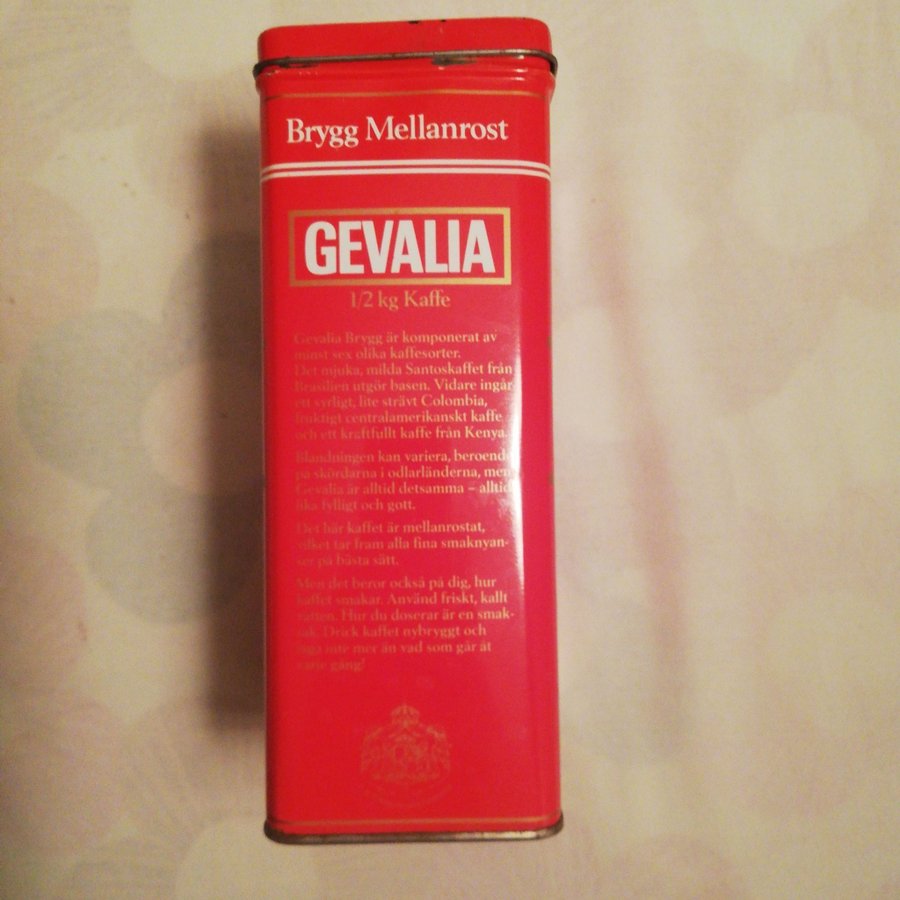 Brygg Mellanrost
GEVALIA
1/2 kg Kaffe
Gevalia Brygg är komponerat av
minst sex olika kaffesorter.
Det mjuka, milda Santoskaffet från
Brasilien utgör basen. Vidare ingår
ett syrligt, lite strävt Colombia,
fruktigt centralamerikanskt kaffe
och ett kraftfullt kaffe från Kenya.
Blandningen kan variera, beroende
på skördarna i odlarländerna, men
Gevalia är alltid detsamma – alltid
lika fylligt och gott.
Det här kaffet är mellanrostat,
vilket tar fram alla fina smaknyan-
ser på bästa sätt.
Men det beror också på dig, hur
kaffet smakar. Använd friskt, kallt
vatten. Hur du doserar är en smak-
sak. Drick kaffet nybryggt och
laga inte mer än vad som går åt
varje gång!